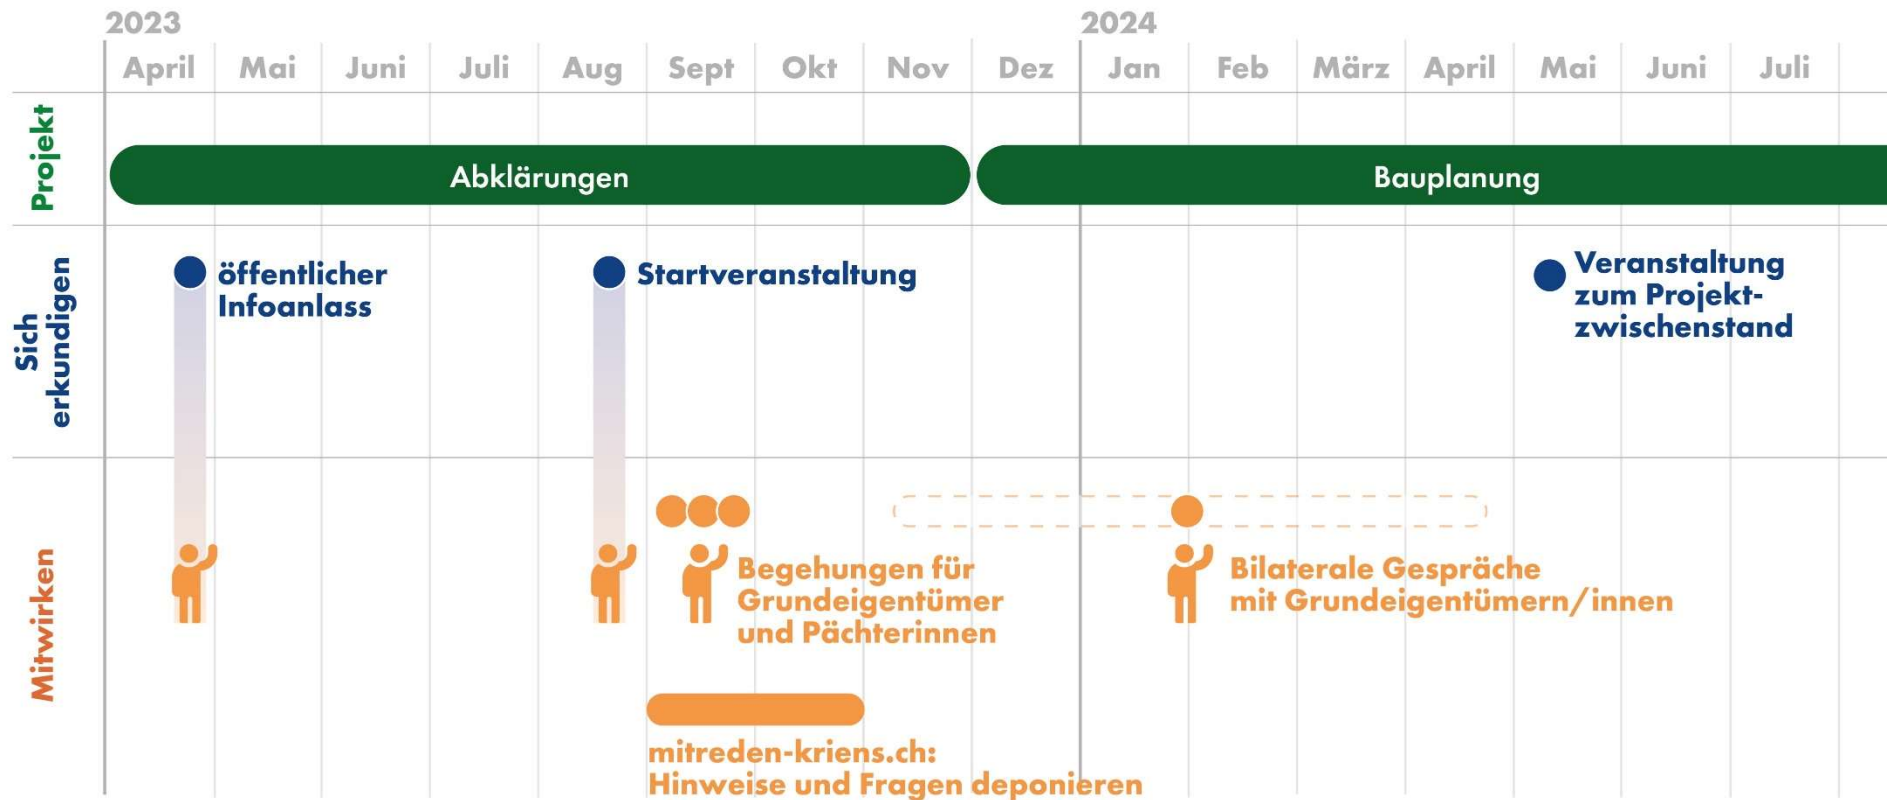 2023
2024
April Mai Juni Juli Aug Sept Okt Nov Dez Jan Feb März April Mai Juni Juli
Projekt
Abklärungen
Bauplanung
Sich
erkundigen
öffentlicher
Infoanlass
Startveranstaltung
Veranstaltung
zum Projekt-
zwischenstand
Mitwirken
Begehungen für
Grundeigentümer
und Pächterinnen
Bilaterale Gespräche
mit Grundeigentümern/innen
mitreden-kriens.ch:
Hinweise und Fragen deponieren